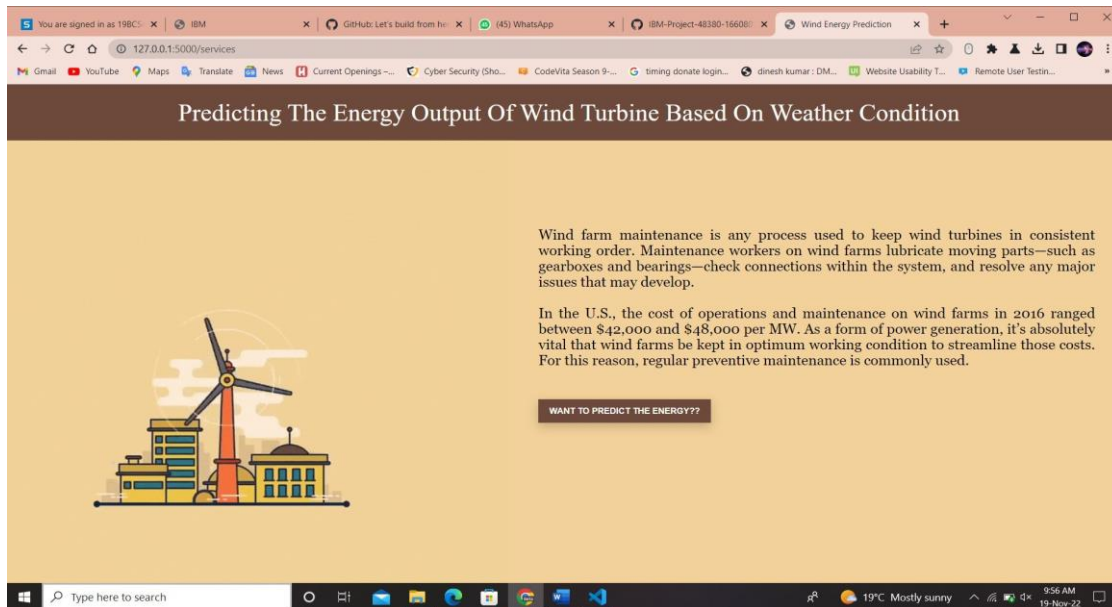 You are signed in as 19BCS
IBM
GitHub: Let's build from he
(45) WhatsApp
IBM-Project-48380-16608
Wind Energy Prediction
127.0.0.1:5000/services
Gmail
YouTube
Maps
Translate
News
Current Openings –...
Cyber Security (Sho...
CodeVita Season 9-...
timing donate login...
dinesh kumar : DM...
Website Usability T...
Remote User Testin...
Predicting The Energy Output Of Wind Turbine Based On Weather Condition
Wind farm maintenance is any process used to keep wind turbines in consistent
working order. Maintenance workers on wind farms lubricate moving parts—such as
gearboxes and bearings—check connections within the system, and resolve any major
issues that may develop.
In the U.S., the cost of operations and maintenance on wind farms in 2016 ranged
between $42,000 and $48,000 per MW. As a form of power generation, it's absolutely
vital that wind farms be kept in optimum working condition to streamline those costs.
For this reason, regular preventive maintenance is commonly used.
WANT TO PREDICT THE ENERGY??
Type here to search
19°C Mostly sunny
9:56 AM
19-Nov-22